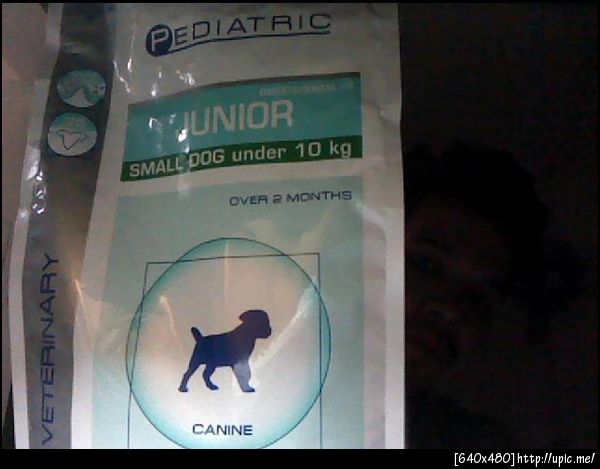 PEDIATRIC
JUNIOR
SMALL DOG under 10 kg
OVER 2 MONTHS
VETERINARY
CANINE
[640x480]http://upic.me/